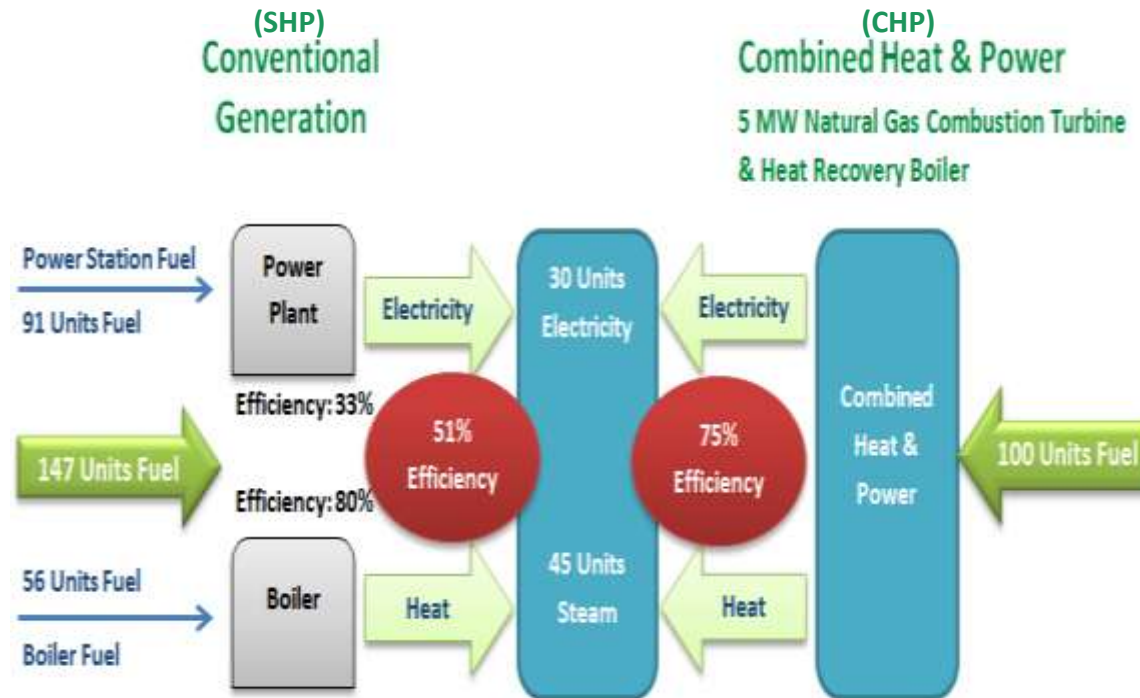 (SHP)
Conventional
Generation
(CHP)
Combined Heat & Power
5 MW Natural Gas Combustion Turbine
& Heat Recovery Boiler
Power Station Fuel
91 Units Fuel
Power
Plant
Electricity
30 Units
Electricity
Electricity
Efficiency: 33%
51%
Efficiency
75%
Efficiency
Combined
Heat &
Power
147 Units Fuel
100 Units Fuel
Efficiency: 80%
56 Units Fuel
Boiler Fuel
Boiler
Heat
45 Units
Steam
Heat